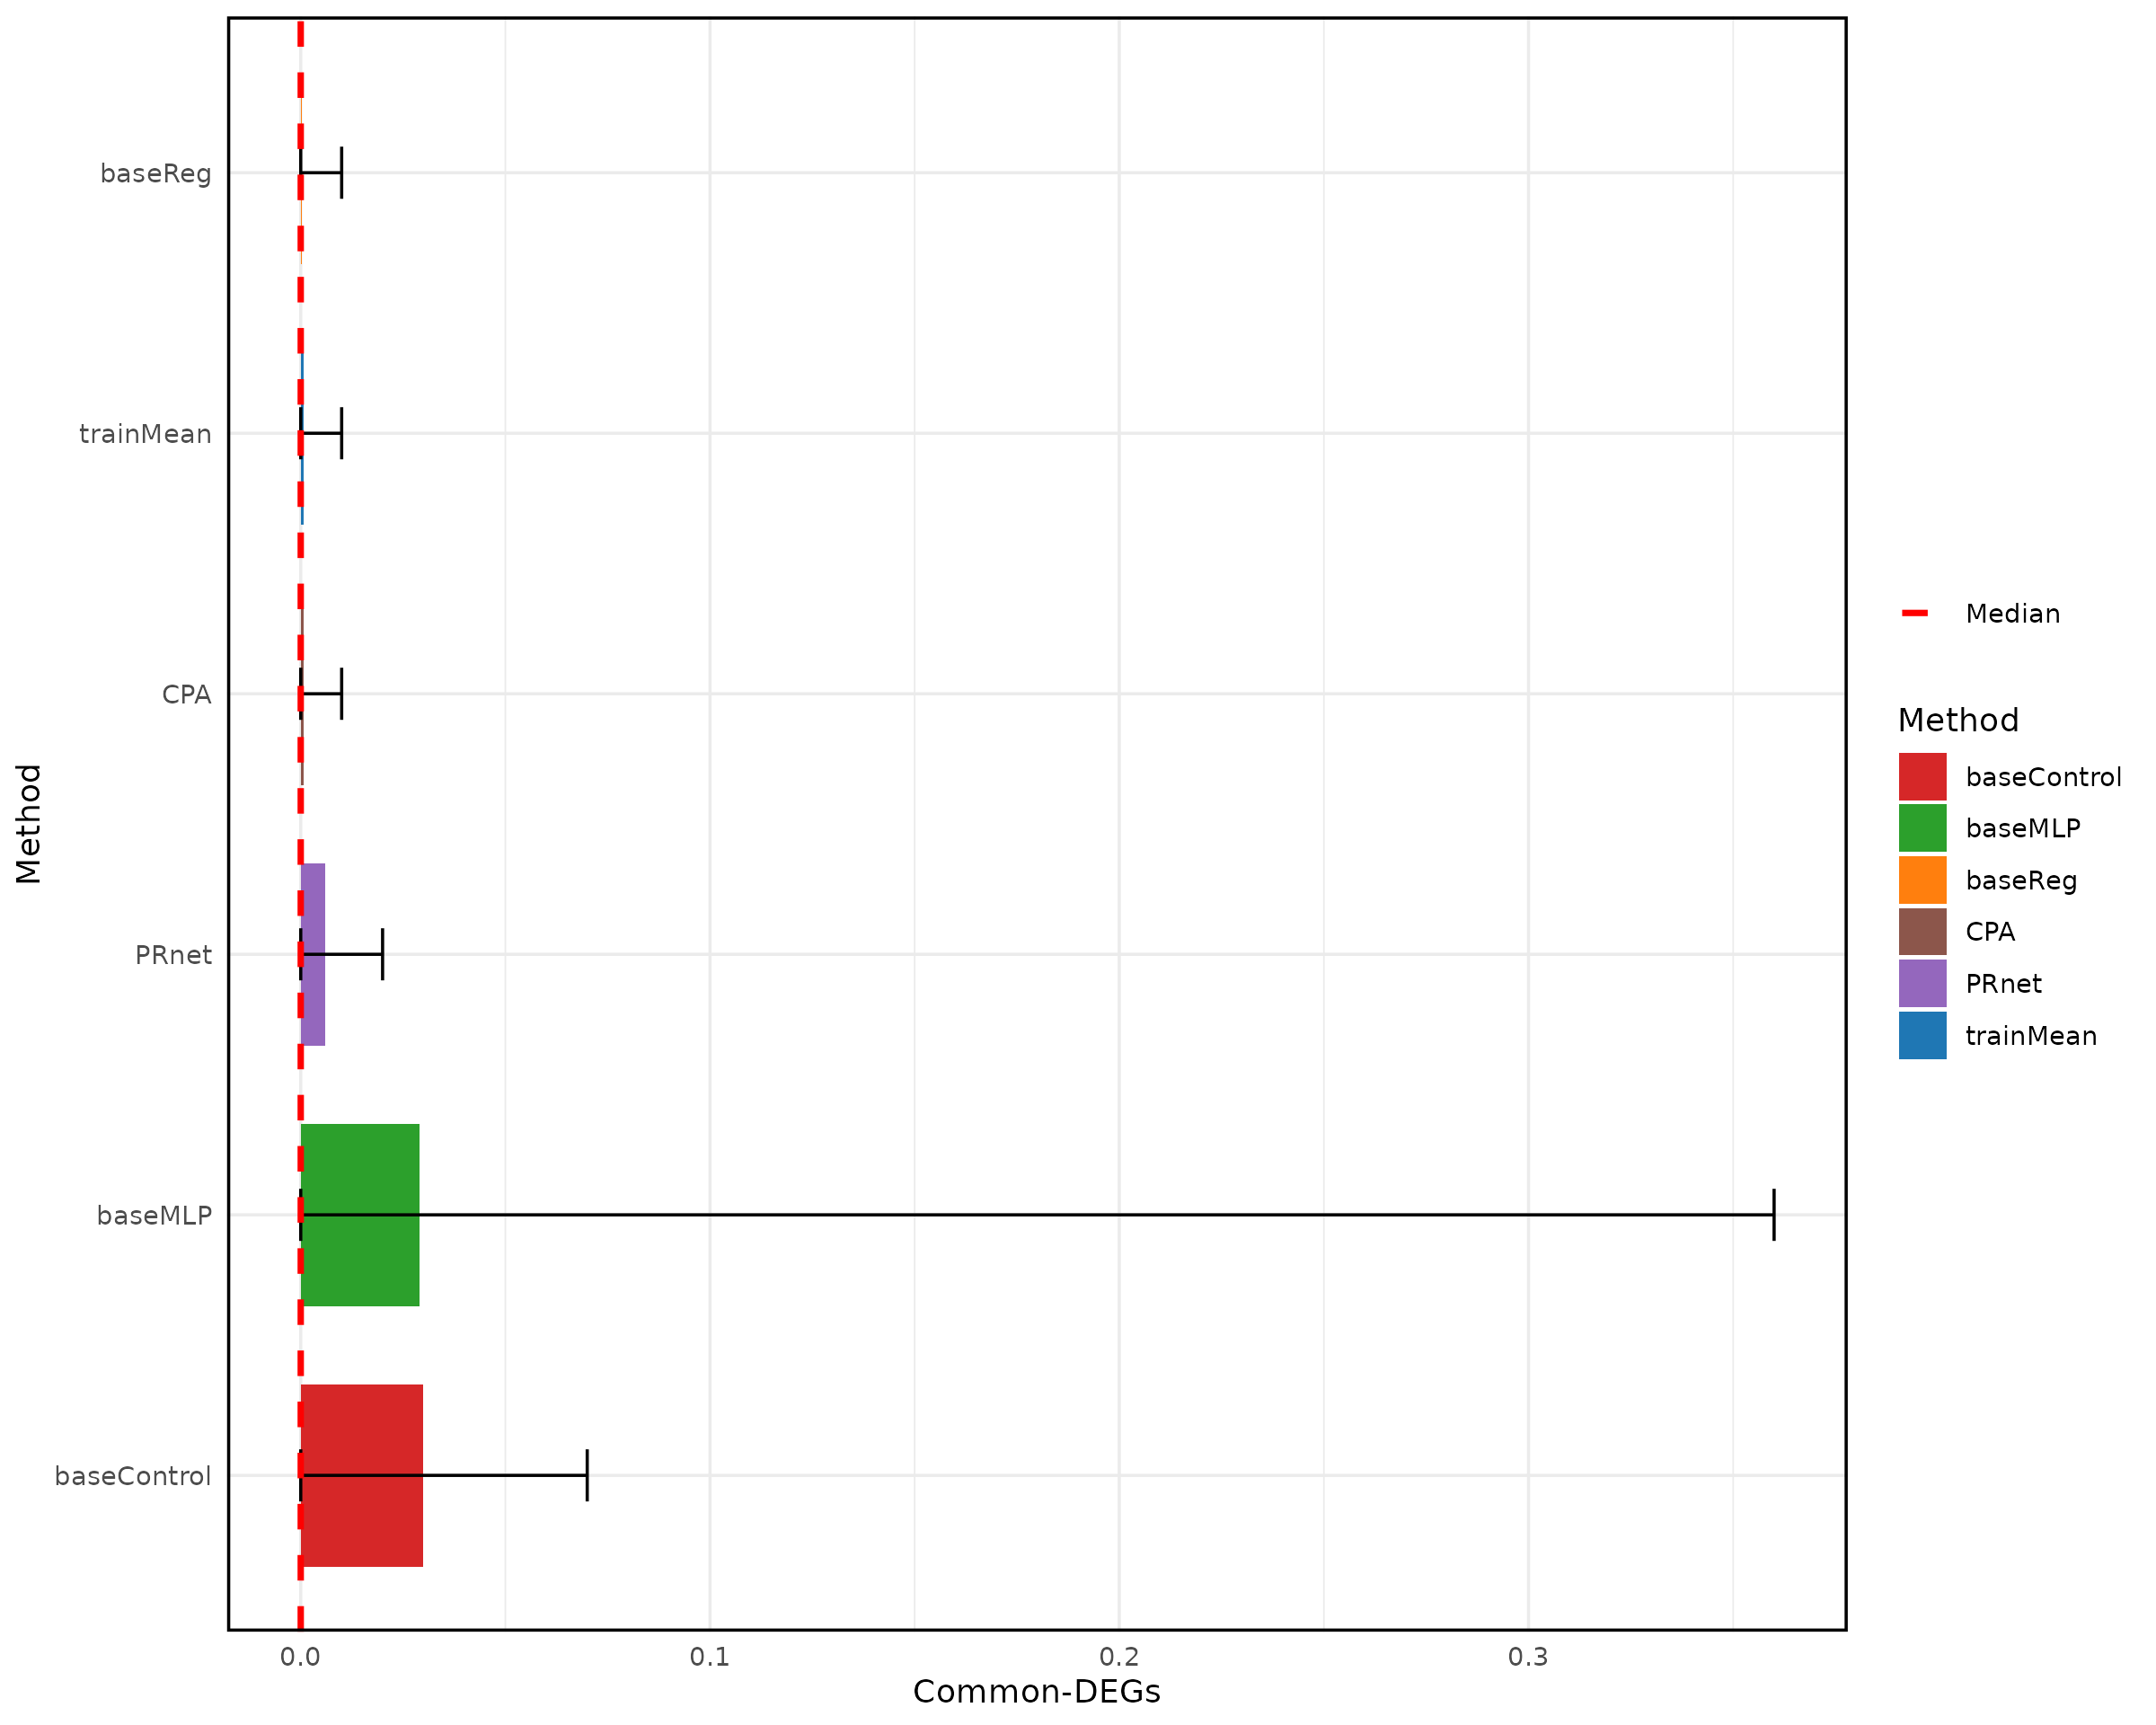 baseReg
trainMean
CPA
PRnet
baseMLP
baseControl
Method
0.0
0.1
0.2
0.3
Common-DEGs
Median
Method
baseControl
baseMLP
baseReg
CPA
PRnet
trainMean